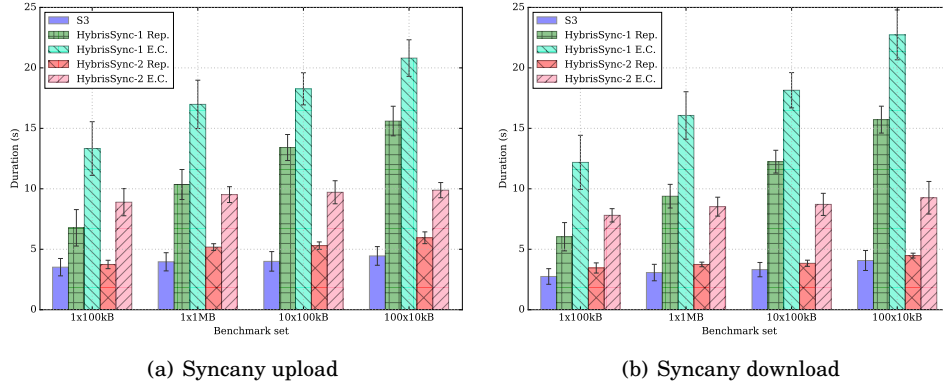 25
20
15
10
5
0
Duration (s)
S3
HybrisSync-1 Rep.
HybrisSync-1 E.C.
HybrisSync-2 Rep.
HybrisSync-2 E.C.
1x100kB
1x1MB
10x100kB
100x10kB
Benchmark set
(a) Syncany upload
25
20
15
10
5
0
Duration (s)
S3
HybrisSync-1 Rep.
HybrisSync-1 E.C.
HybrisSync-2 Rep.
HybrisSync-2 E.C.
1x100kB
1x1MB
10x100kB
100x10kB
Benchmark set
(b) Syncany download